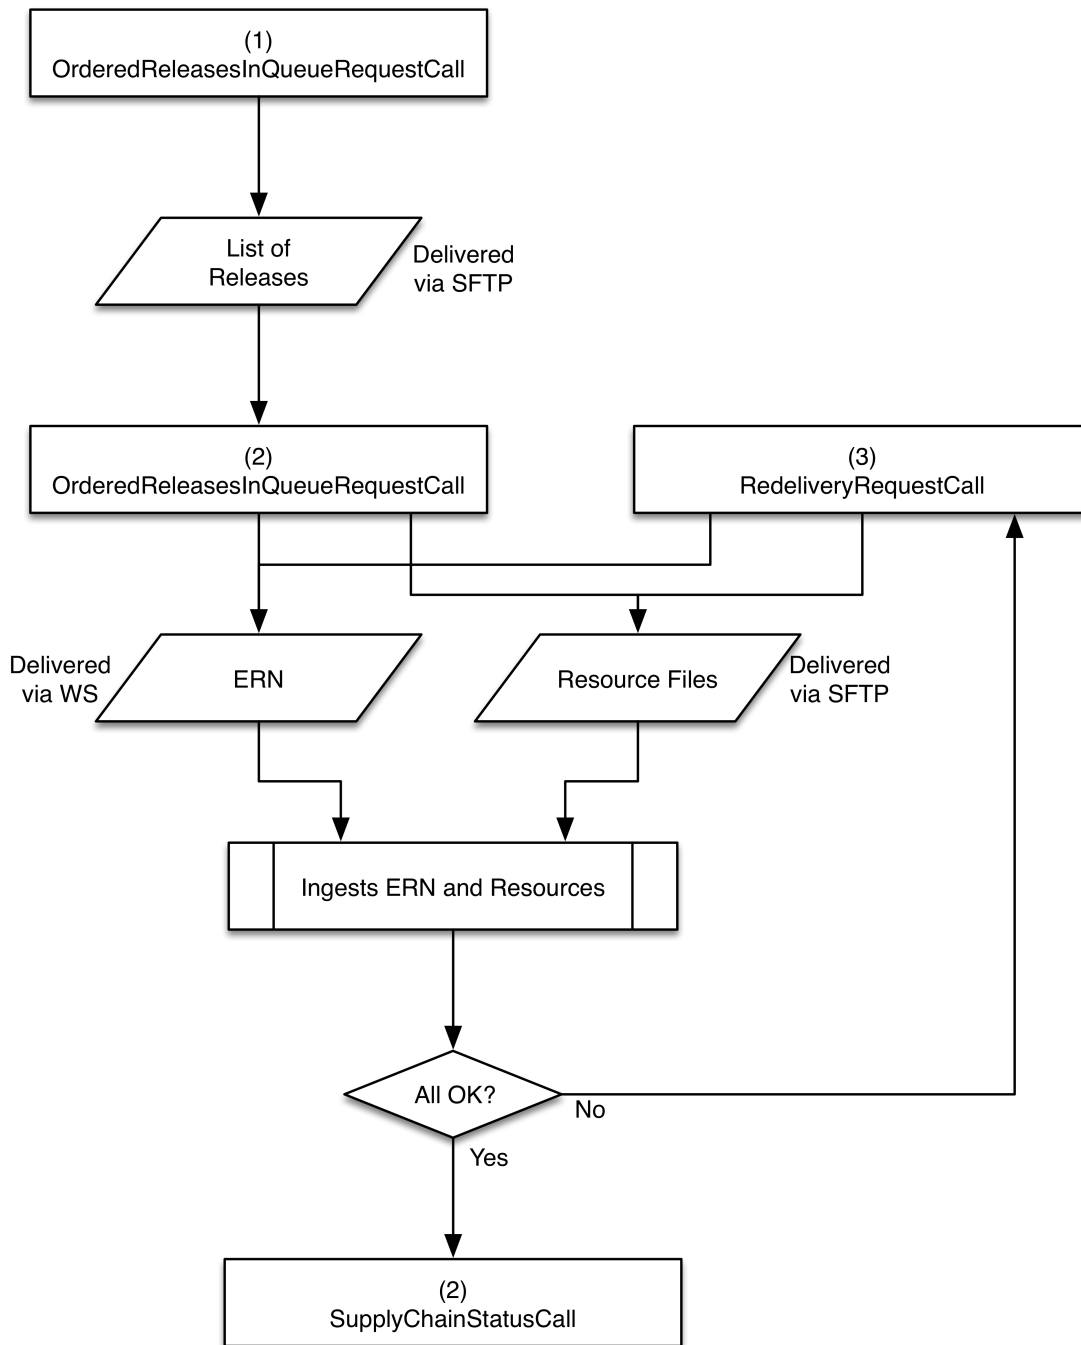 (1)
OrderedReleasesInQueueRequestCall
List of
Releases
Delivered
via SFTP
(2)
OrderedReleasesInQueueRequestCall
(3)
RedeliveryRequestCall
Delivered
via WS
ERN
Resource Files
Delivered
via SFTP
Ingests ERN and Resources
All OK?
No
Yes
(2)
SupplyChainStatusCall